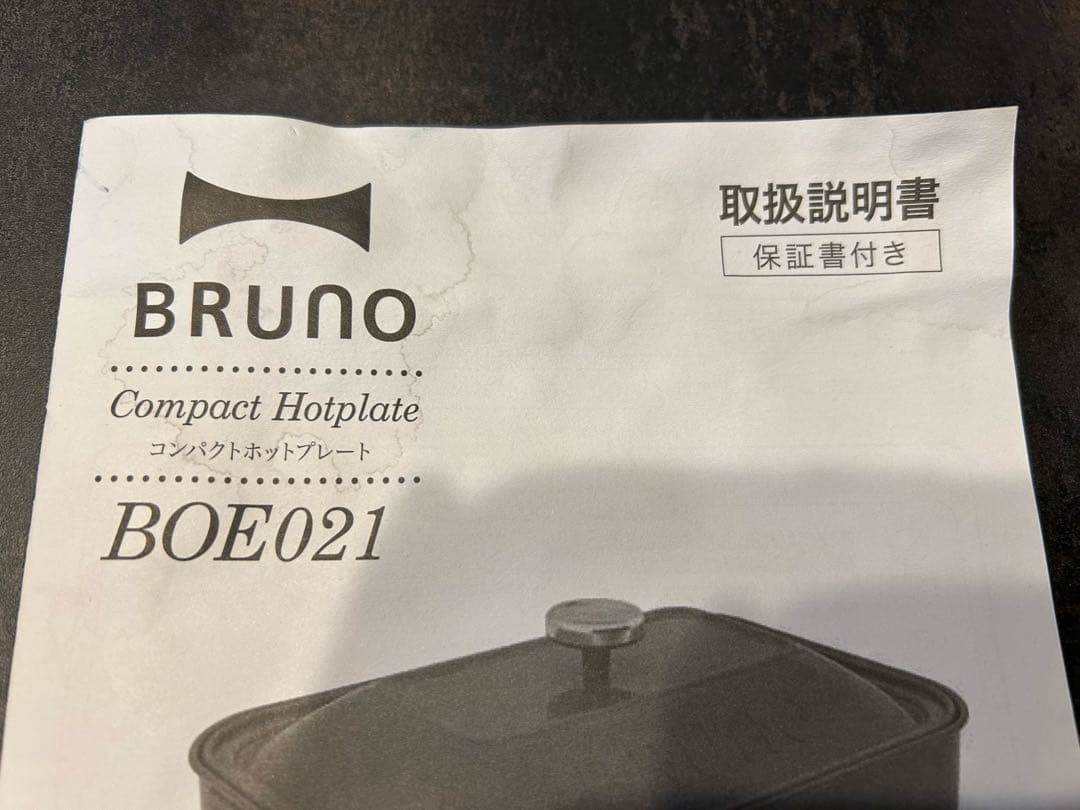 BRUNO
Compact Hotplate
コンパクトホットプレート
BOE021
取扱説明書
保証書付き